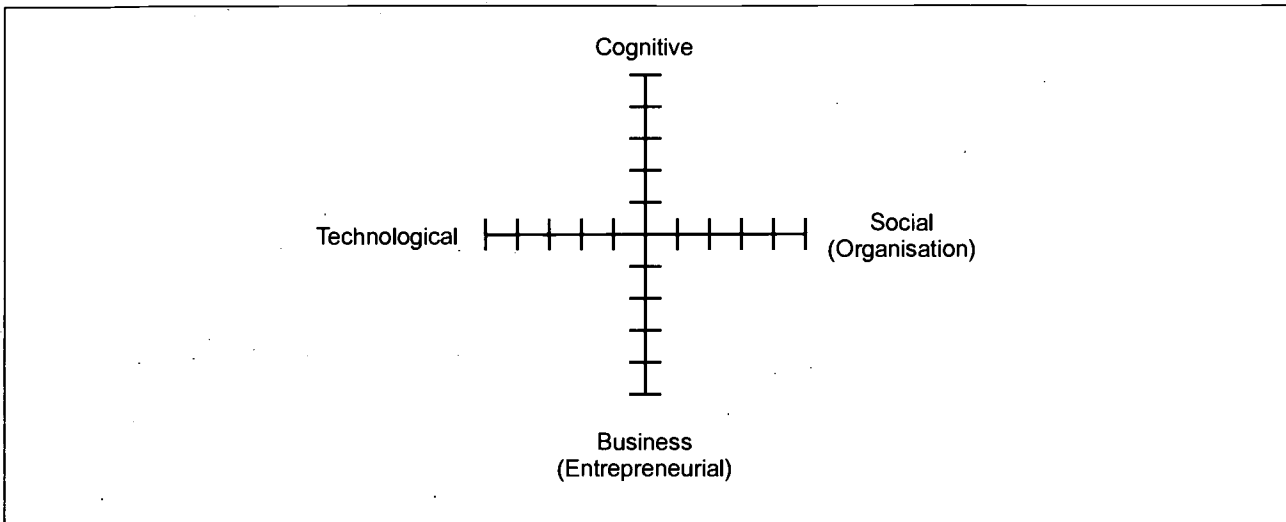 Cognitive
Technological
Social
(Organisation)
Business
(Entrepreneurial)